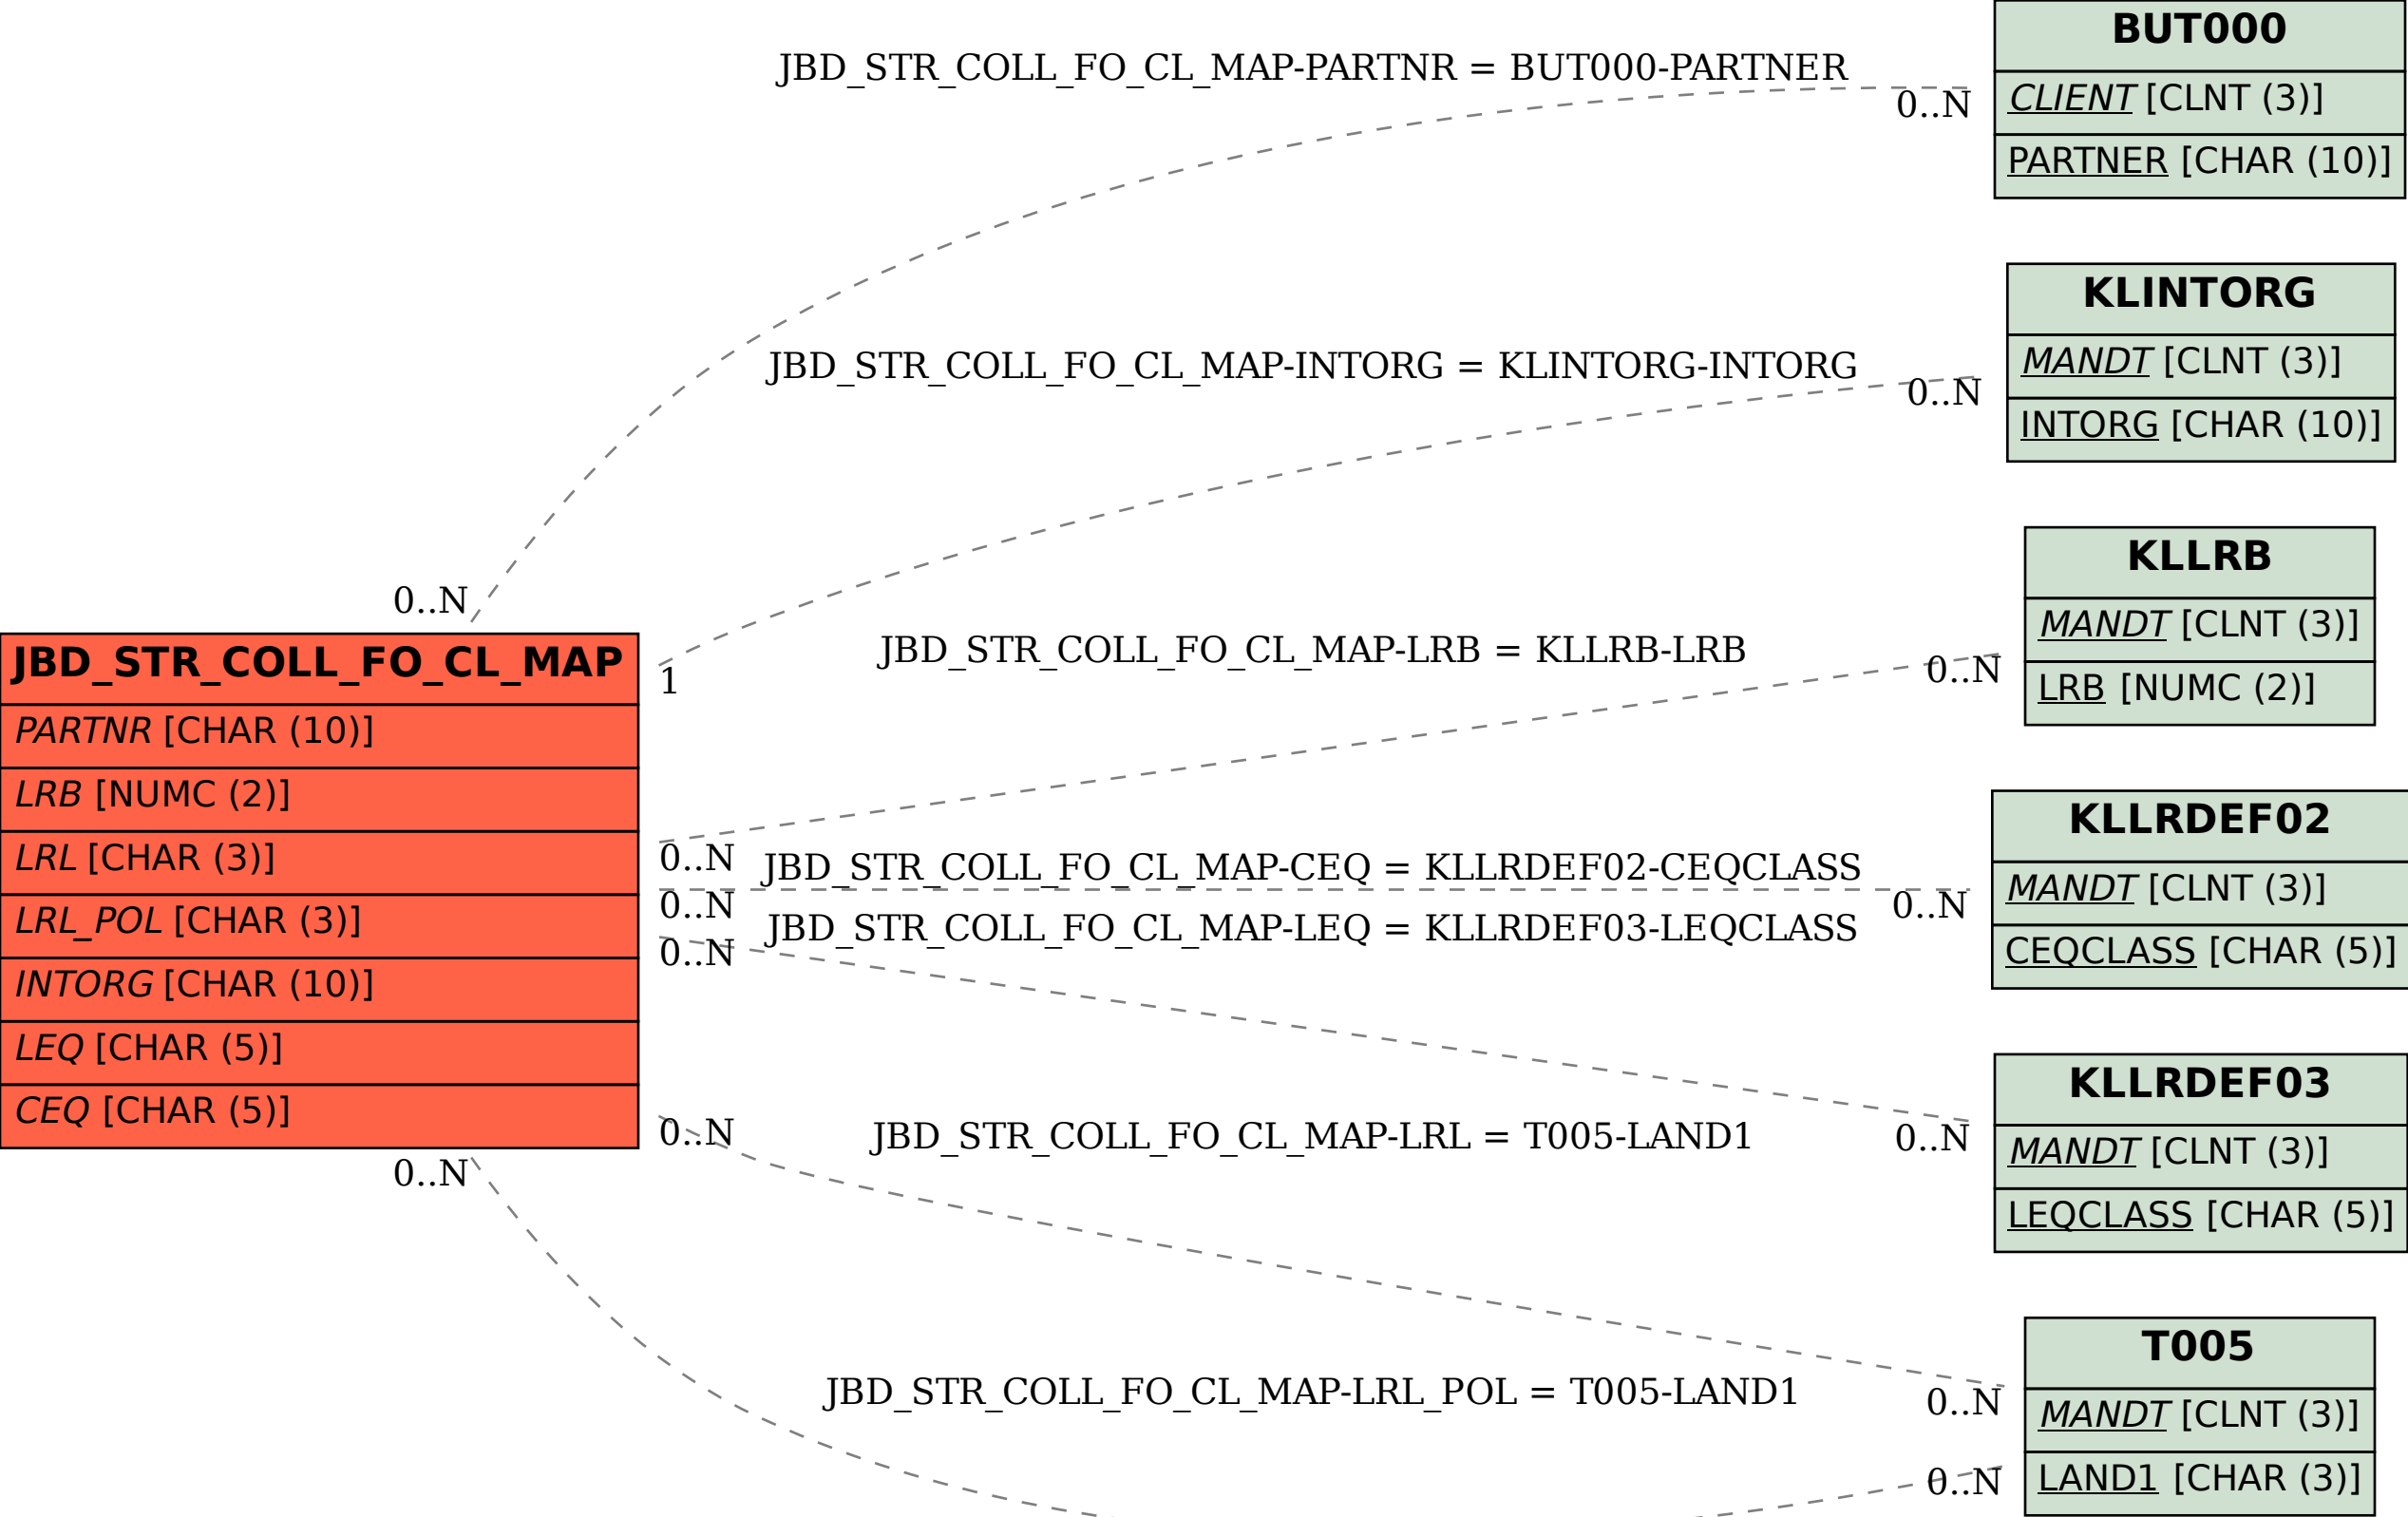 BUT000
JBD_STR_COLL_FO_CL_MAP-PARTNR = BUT000-PARTNER
0..N
CLIENT [CLNT (3)]
PARTNER [CHAR (10)]
KLINTORG
JBD_STR_COLL_FO_CL_MAP-INTORG = KLINTORG-INTORG
0..N
MANDT [CLNT (3)]
INTORG [CHAR (10)]
KLLRB
0..N
JBD_STR_COLL_FO_CL_MAP
1
JBD_STR_COLL_FO_CL_MAP-LRB = KLLRB-LRB
0..N
MANDT [CLNT (3)]
LRB [NUMC (2)]
PARTNR [CHAR (10)]
LRB [NUMC (2)]
LRL [CHAR (3)]
LRL_POL [CHAR (3)]
INTORG [CHAR (10)]
LEQ [CHAR (5)]
CEQ [CHAR (5)]
0..N
JBD_STR_COLL_FO_CL_MAP-CEQ = KLLRDEF02-CEQCLASS
0..N
0..N
KLLRDEF02
MANDT [CLNT (3)]
CEQCLASS [CHAR (5)]
JBD_STR_COLL_FO_CL_MAP-LEQ = KLLRDEF03-LEQCLASS
0..N
0..N
KLLRDEF03
MANDT [CLNT (3)]
LEQCLASS [CHAR (5)]
0..N
JBD_STR_COLL_FO_CL_MAP-LRL = T005-LAND1
0..N
0..N
JBD_STR_COLL_FO_CL_MAP-LRL_POL = T005-LAND1
0..N
T005
MANDT [CLNT (3)]
LAND1 [CHAR (3)]